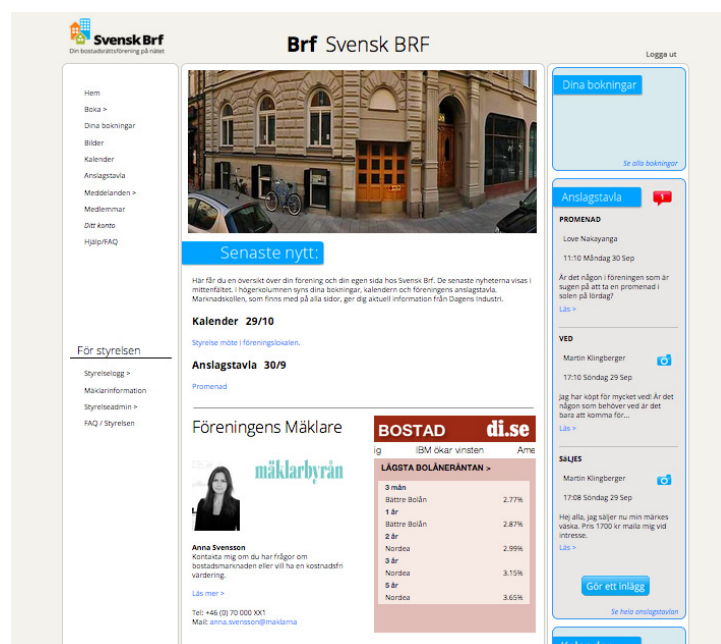 Svensk Brf
Din bostadsrättsförening på nätet
Brf Svensk BRF
Logga ut
Hem
Boka >
Dina bokningar
Bilder
Kalender
Anslagstavla
Meddelanden >
Medlemmar
Ditt konto
Hjälp/FAQ
För styrelsen
Styrelselogg >
Mäklarinformation
Styrelseadmin >
FAQ / Styrelsen
Senaste nytt:
Här får du en översikt över din förening och din egen sida hos Svensk Brf. De senaste nyheterna visas i
mittenfältet. I högerkolumnen syns dina bokningar, kalendern och föreningens anslagstavla.
Marknadskollen, som finns med på alla sidor, ger dig aktuell information från Dagens Industri.
Kalender 29/10
Styrelse möte i föreningslokalen.
Anslagstavla 30/9
Promenad
Föreningens Mäklare
mäklarbyrån
Anna Svensson
Kontakta mig om du har frågor om
bostadsmarknaden eller vill ha en kostnadsfri
värdering.
Läs mer >
Tel: +46 (0) 70 000 XX1
Mail: anna.svensson@maklarna
BOSTAD di.se
ig IBM ökar vinsten Ame
LÄGSTA BOLÅNERÄNTAN >
3 mån
Bättre Bolån 2.77%
1 år
Bättre Bolån 2.87%
2 år
Nordea 2.99%
3 år
Nordea 3.15%
5 år
Nordea 3.65%
Dina bokningar
Se alla bokningar
Anslagstavla 1
PROMENAD
Love Nakayanga
11:10 Måndag 30 Sep
Är det någon i föreningen som är
sugen på att ta en promenad i
solen på lördag?
Läs >
VED
Martin Klingberger
17:10 Söndag 29 Sep
Jag har köpt för mycket ved! Är det
någon som behöver ved är det
bara att komma för...
Läs >
SäLJES
Martin Klingberger
17:08 Söndag 29 Sep
Hej alla, jag säljer nu min märkes
väska. Pris 1700 kr maila mig vid
intresse.
Läs >
Gör ett inlägg
Se hela anslagstavlan